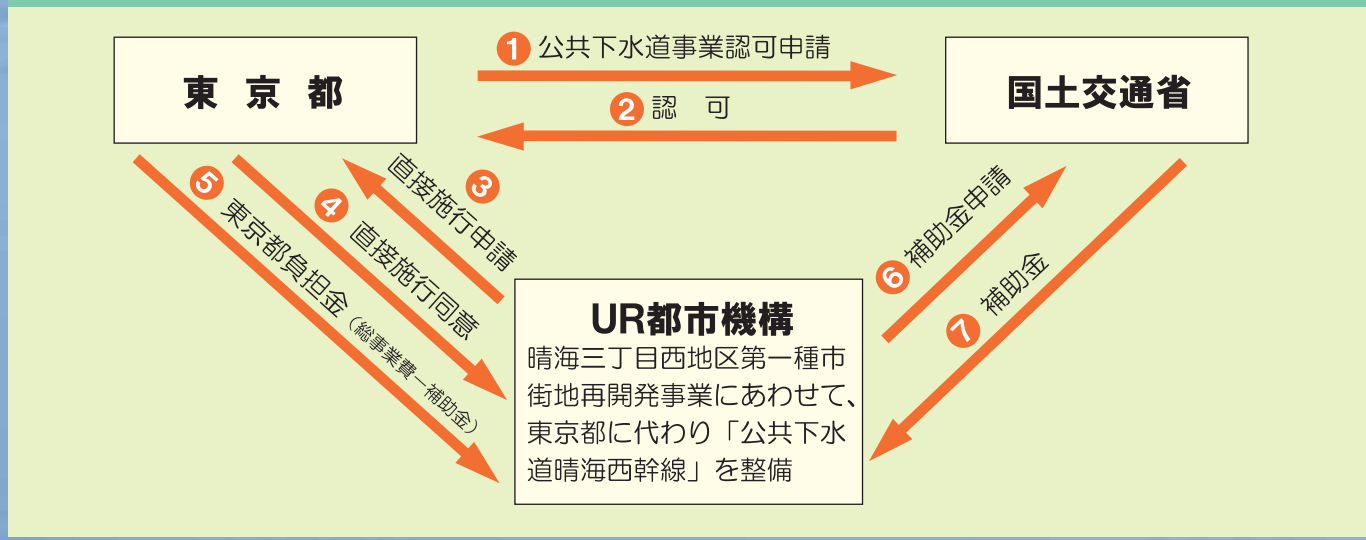 東京都
❶公共下水道事業認可申請
国土交通省
❷認可
❸直接施行申請
❹直接施行同意
❺東京都負担金(総事業費−補助金)
❻補助金申請
❼補助金
UR都市機構
晴海三丁目西地区第一種市
街地再開発事業にあわせて、
東京都に代わり「公共下水
道晴海西幹線」を整備